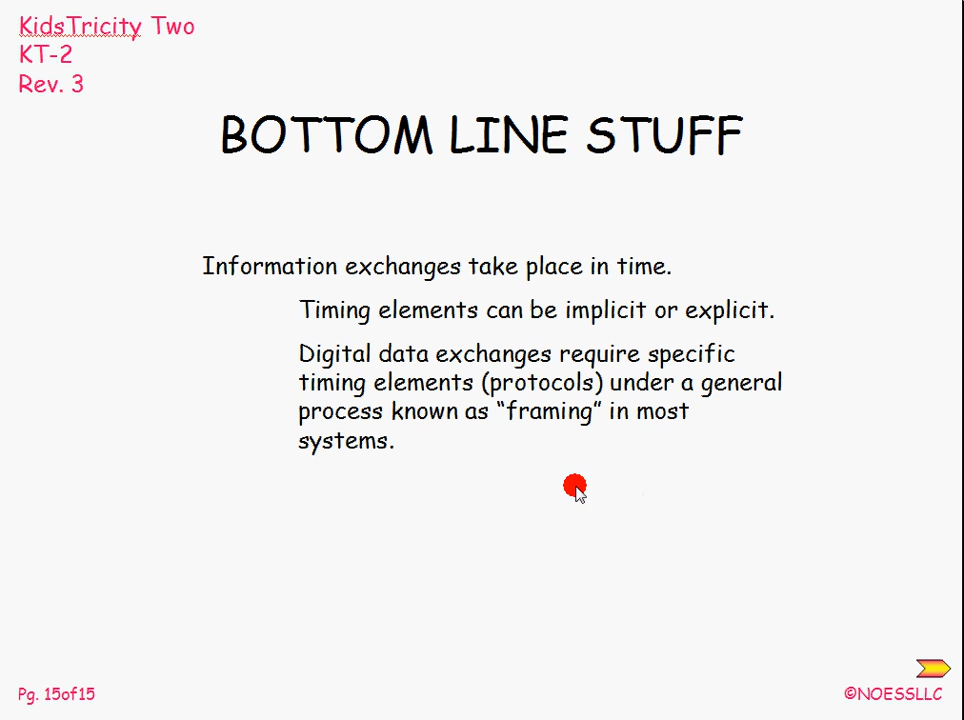 KidsTricity Two
KT-2
Rev. 3
BOTTOM LINE STUFF
Information exchanges take place in time.
Timing elements can be implicit or explicit.
Digital data exchanges require specific
timing elements (protocols) under a general
process known as “framing” in most
systems.
Pg. 15of15
©NOESSLLC